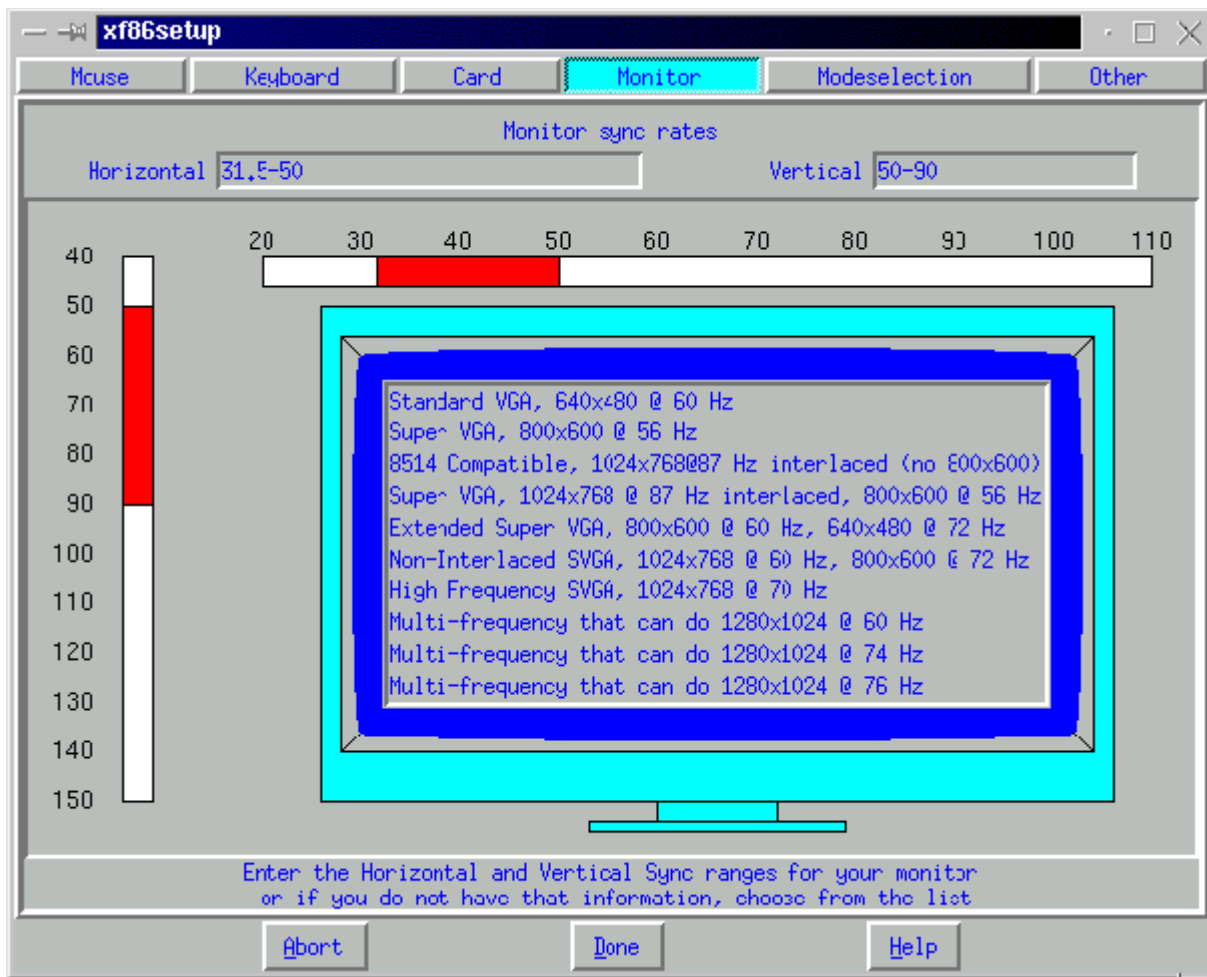 xf86setup
Mouse Keyboard Card Monitor Modeselection Other
Monitor sync rates
Horizontal 31.5-50 Vertical 50-90
20 30 40 50 60 70 80 90 100 110
40
50
60
70
80
90
100
110
120
130
140
150
Standard VGA, 640x480 @ 60 Hz
Super VGA, 800x600 @ 56 Hz
8514 Compatible, 1024x768@87 Hz interlaced (no 800x600)
Super VGA, 1024x768 @ 87 Hz interlaced, 800x600 @ 56 Hz
Extended Super VGA, 800x600 @ 60 Hz, 640x480 @ 72 Hz
Non-Interlaced SVGA, 1024x768 @ 60 Hz, 800x600 @ 72 Hz
High Frequency SVGA, 1024x768 @ 70 Hz
Multi-frequency that can do 1280x1024 @ 60 Hz
Multi-frequency that can do 1280x1024 @ 74 Hz
Multi-frequency that can do 1280x1024 @ 76 Hz
Enter the Horizontal and Vertical Sync ranges for your monitor
or if you do not have that information, choose from the list
Abort Done Help